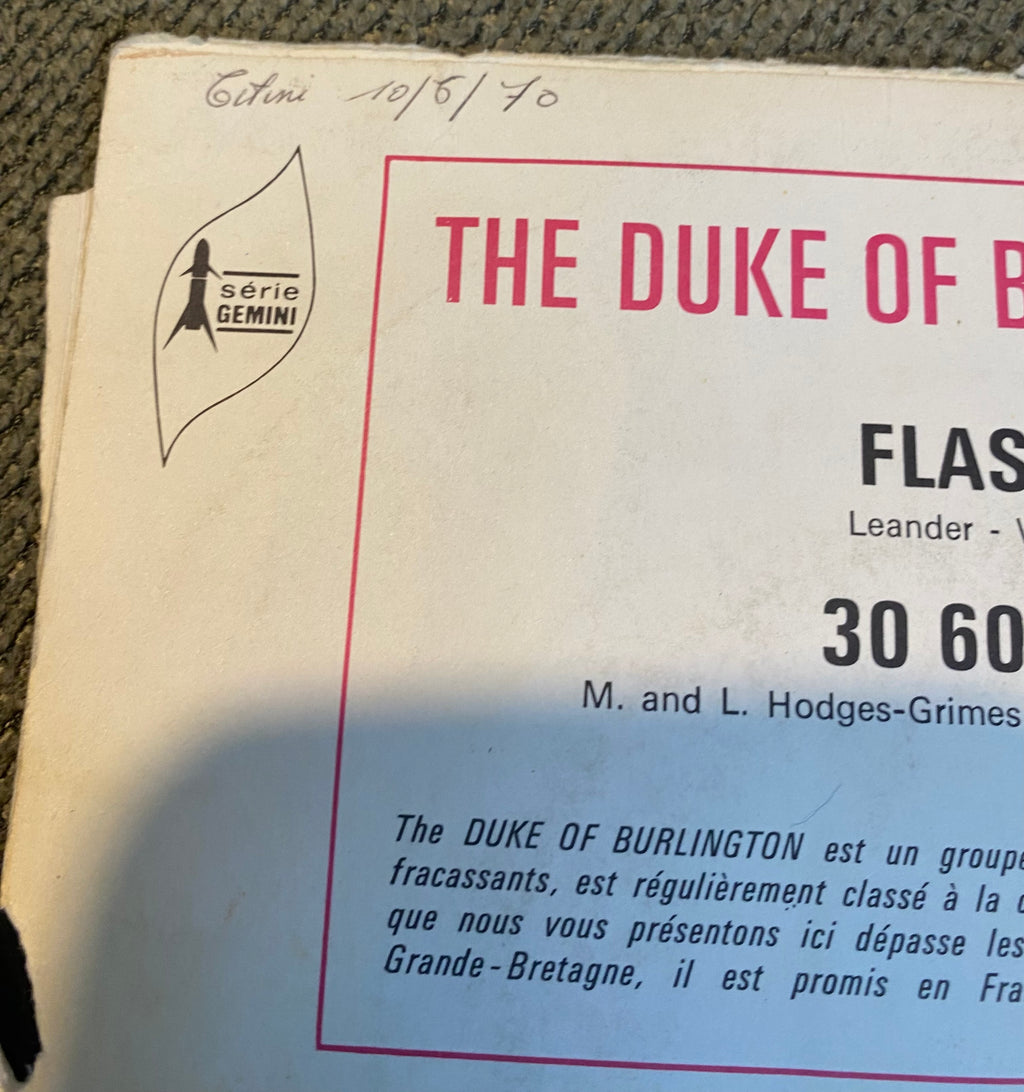 10/6/70
série
GEMINI
THE DUKE OF B
FLAS
Leander -
30 60
M. and L. Hodges-Grimes
The DUKE OF BURLINGTON est un groupe
fracassants, est régulièrement classé à la
que nous vous présentons ici dépasse les
Grande-Bretagne, il est promis en Fra